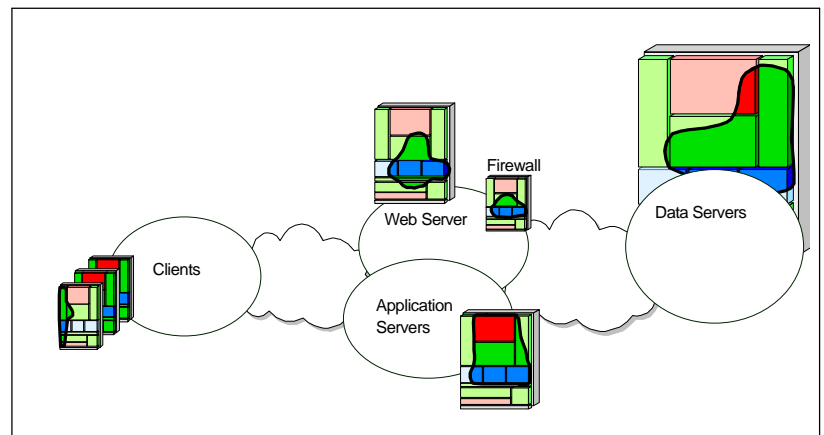 Firewall
Web Server
Data Servers
Clients
Application
Servers